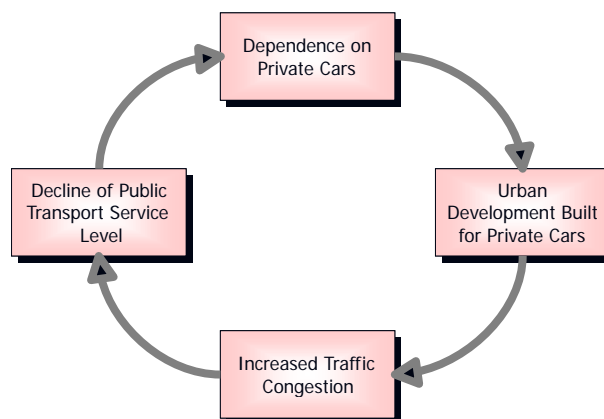 Dependence on
Private Cars
Urban
Development Built
for Private Cars
Increased Traffic
Congestion
Decline of Public
Transport Service
Level